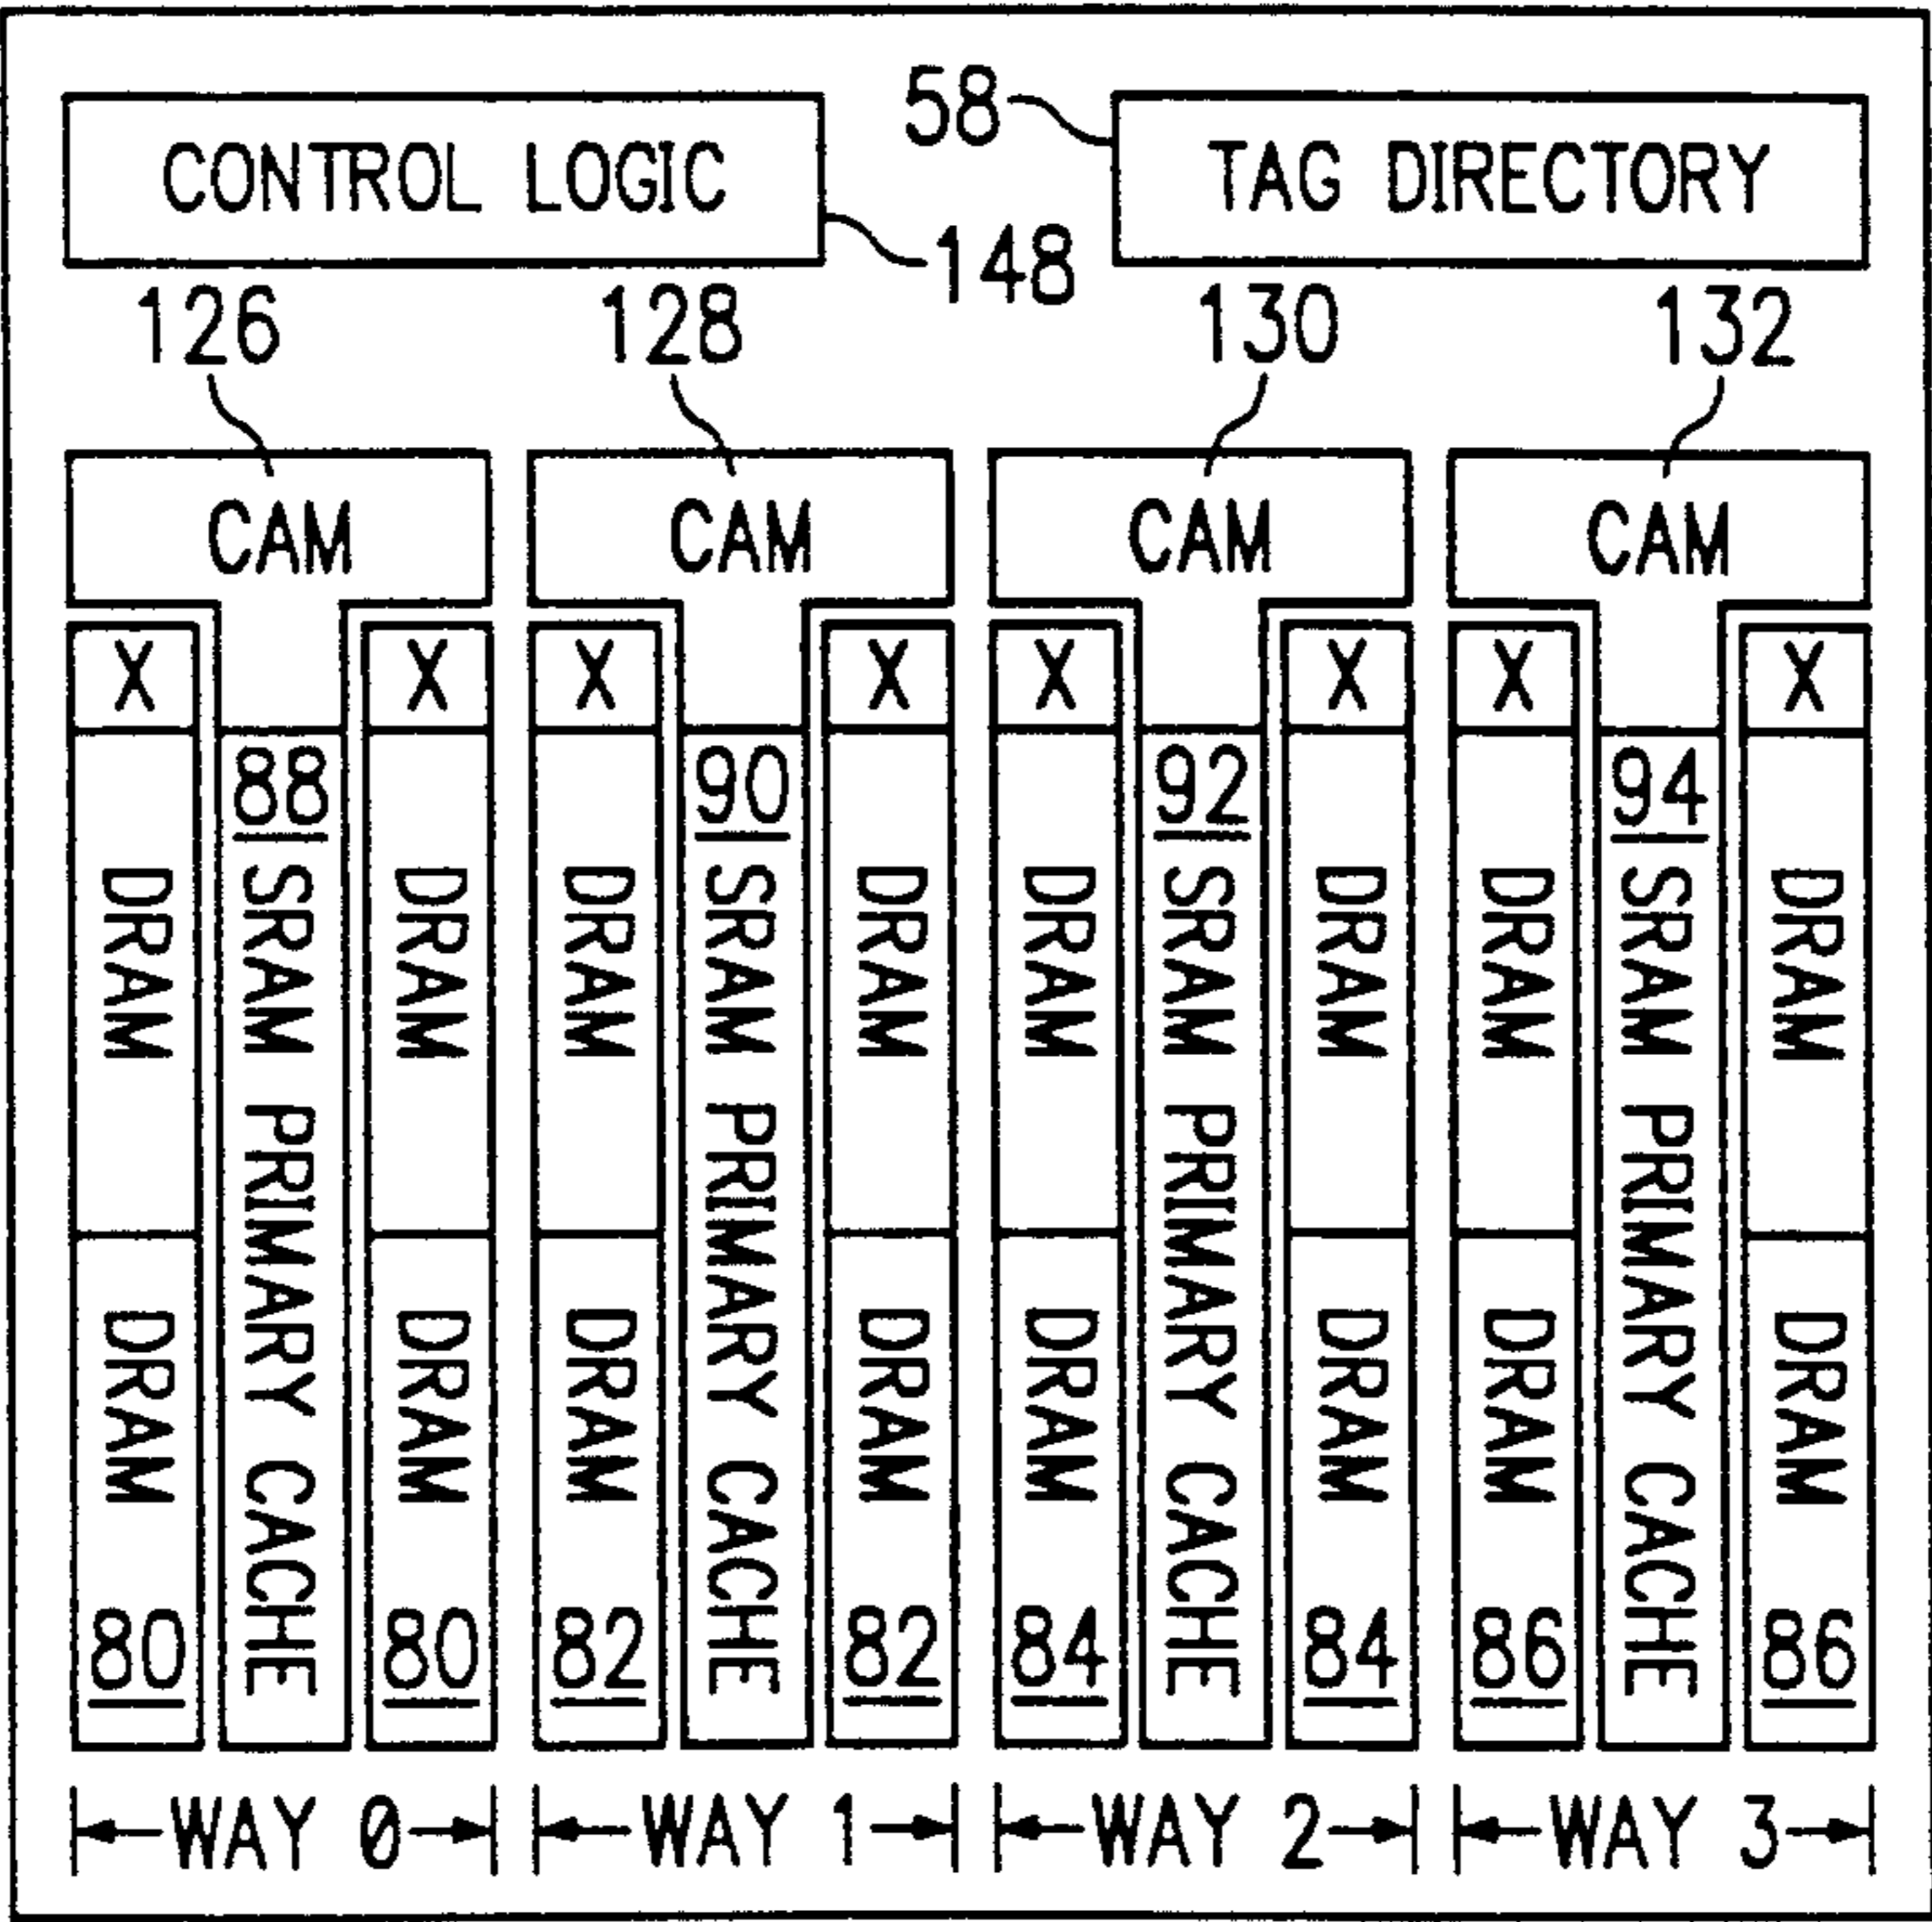 CONTROL LOGIC
58
TAG DIRECTORY
148
126
128
130
132
CAM
CAM
CAM
CAM
X
X
X
X
X
X
X
X
DRAM
88
SRAM PRIMARY CACHE
DRAM
DRAM
90
SRAM PRIMARY CACHE
DRAM
DRAM
92
SRAM PRIMARY CACHE
DRAM
DRAM
94
SRAM PRIMARY CACHE
DRAM
DRAM
DRAM
DRAM
DRAM
DRAM
DRAM
DRAM
DRAM
80
80
82
82
84
84
86
86
WAY 0
WAY 1
WAY 2
WAY 3